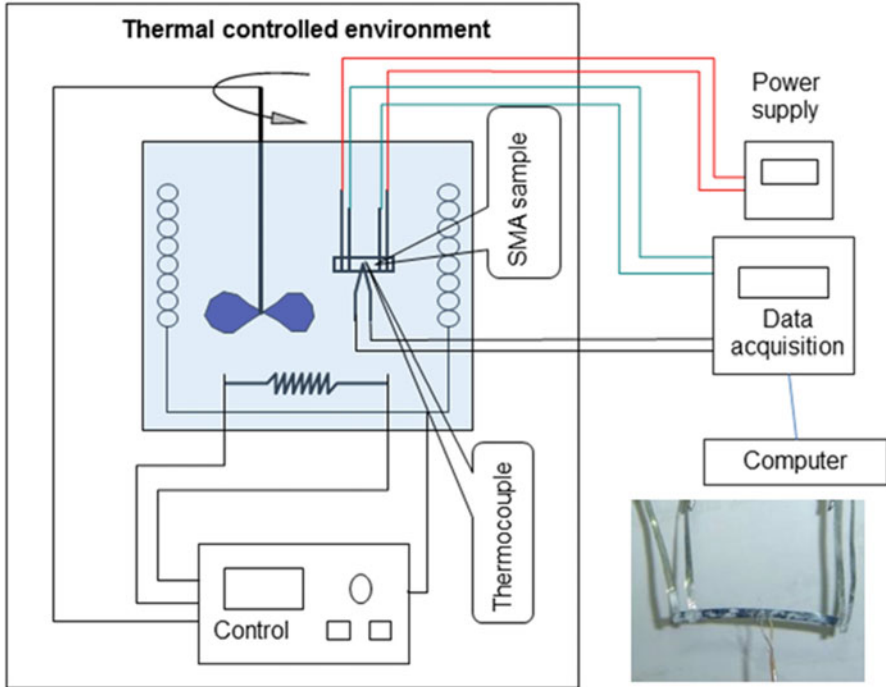 Thermal controlled environment
Power
supply
SMA sample
Data
acquisition
Computer
Thermocouple
Control